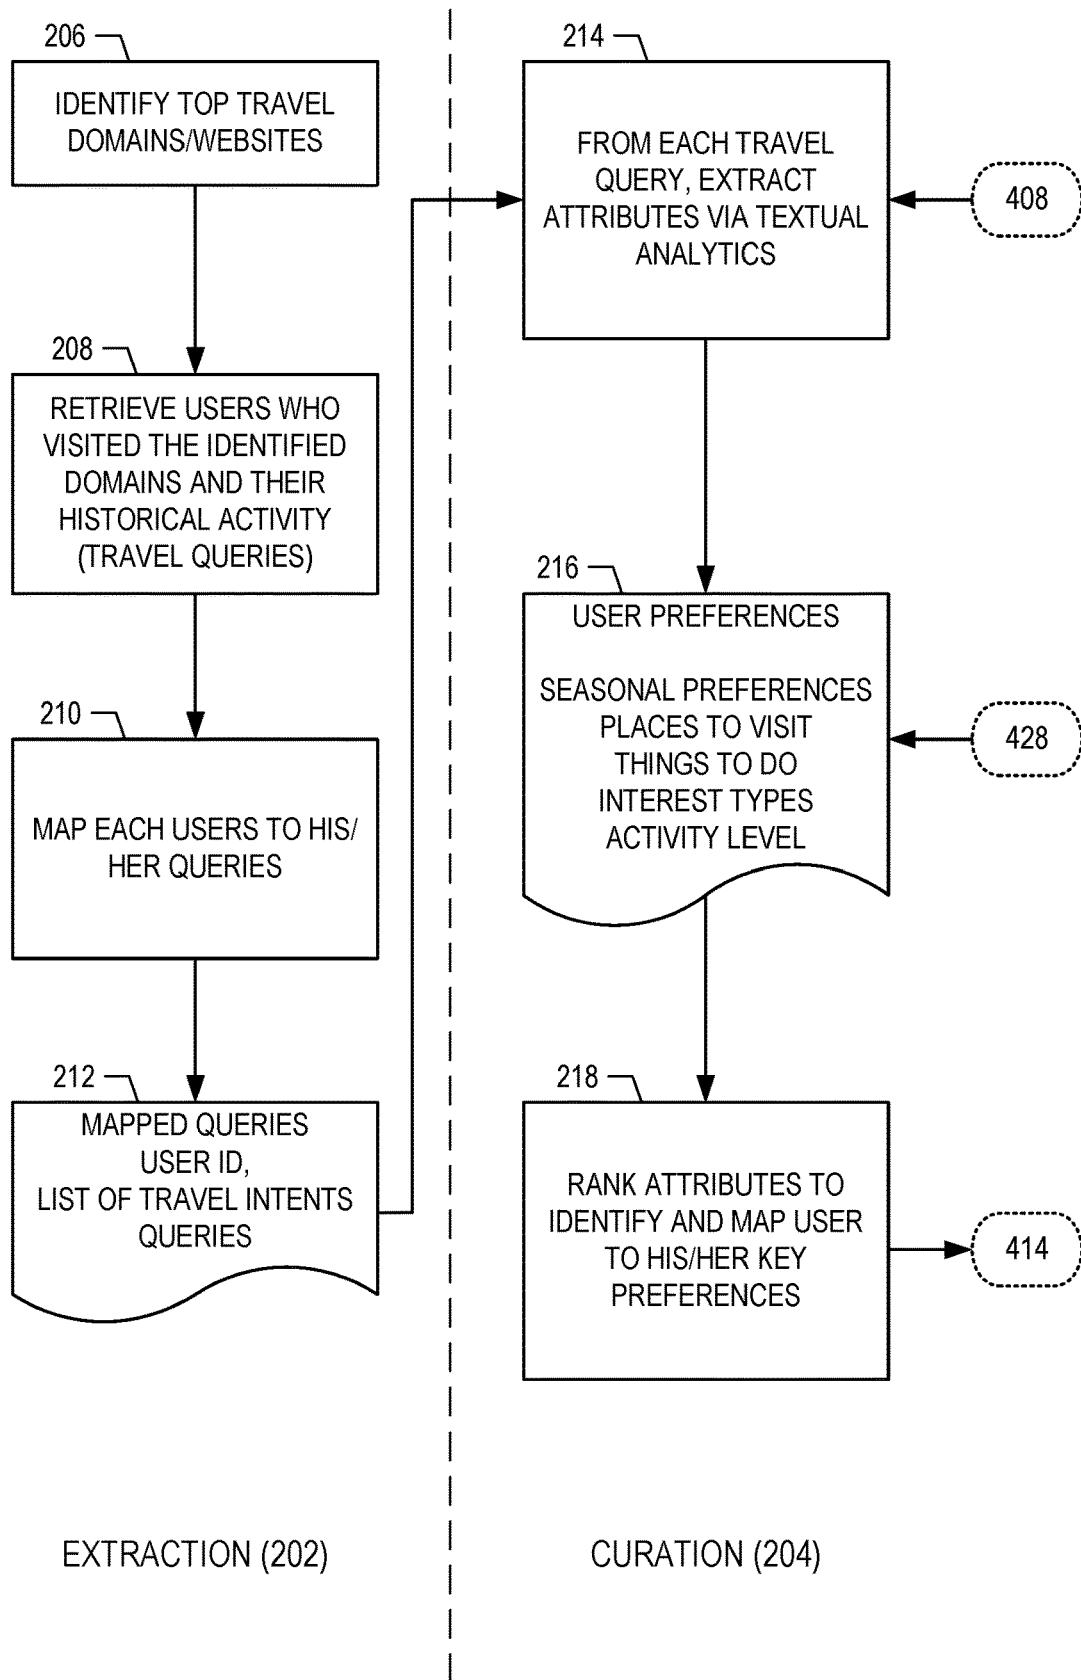 206
IDENTIFY TOP TRAVEL
DOMAINS/WEBSITES
208
RETRIEVE USERS WHO
VISITED THE IDENTIFIED
DOMAINS AND THEIR
HISTORICAL ACTIVITY
(TRAVEL QUERIES)
210
MAP EACH USERS TO HIS/
HER QUERIES
212
MAPPED QUERIES
USER ID,
LIST OF TRAVEL INTENTS
QUERIES
EXTRACTION (202)
214
FROM EACH TRAVEL
QUERY, EXTRACT
ATTRIBUTES VIA TEXTUAL
ANALYTICS
408
216
USER PREFERENCES
SEASONAL PREFERENCES
PLACES TO VISIT
THINGS TO DO
INTEREST TYPES
ACTIVITY LEVEL
428
218
RANK ATTRIBUTES TO
IDENTIFY AND MAP USER
TO HIS/HER KEY
PREFERENCES
414
CURATION (204)